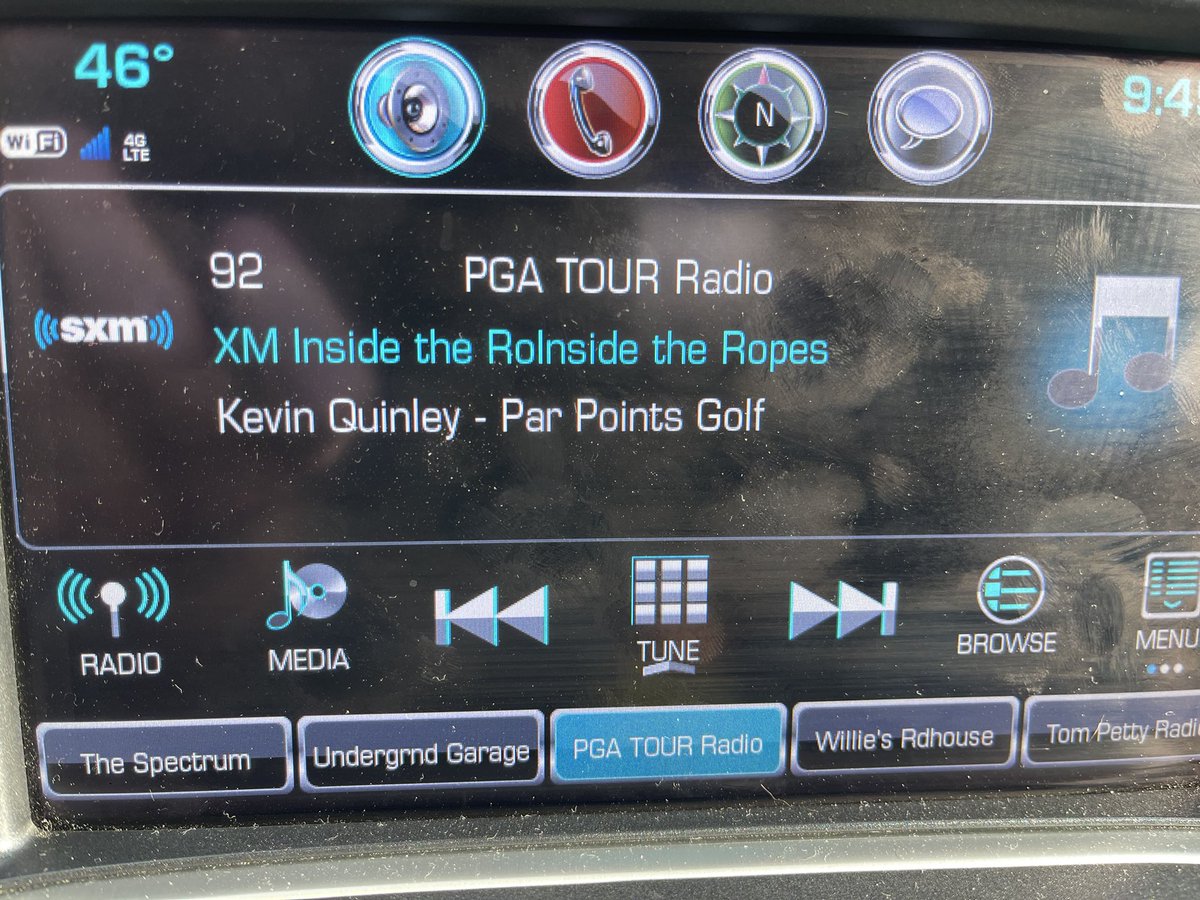 46°
9:4
WiFi
4G
LTE
N
92
PGA TOUR Radio
sxm
XM Inside the RoInside the Ropes
Kevin Quinley - Par Points Golf
RADIO
MEDIA
TUNE
BROWSE
MENU
The Spectrum
Undergrnd Garage
PGA TOUR Radio
Willie's Rdhouse
Tom Petty Radi